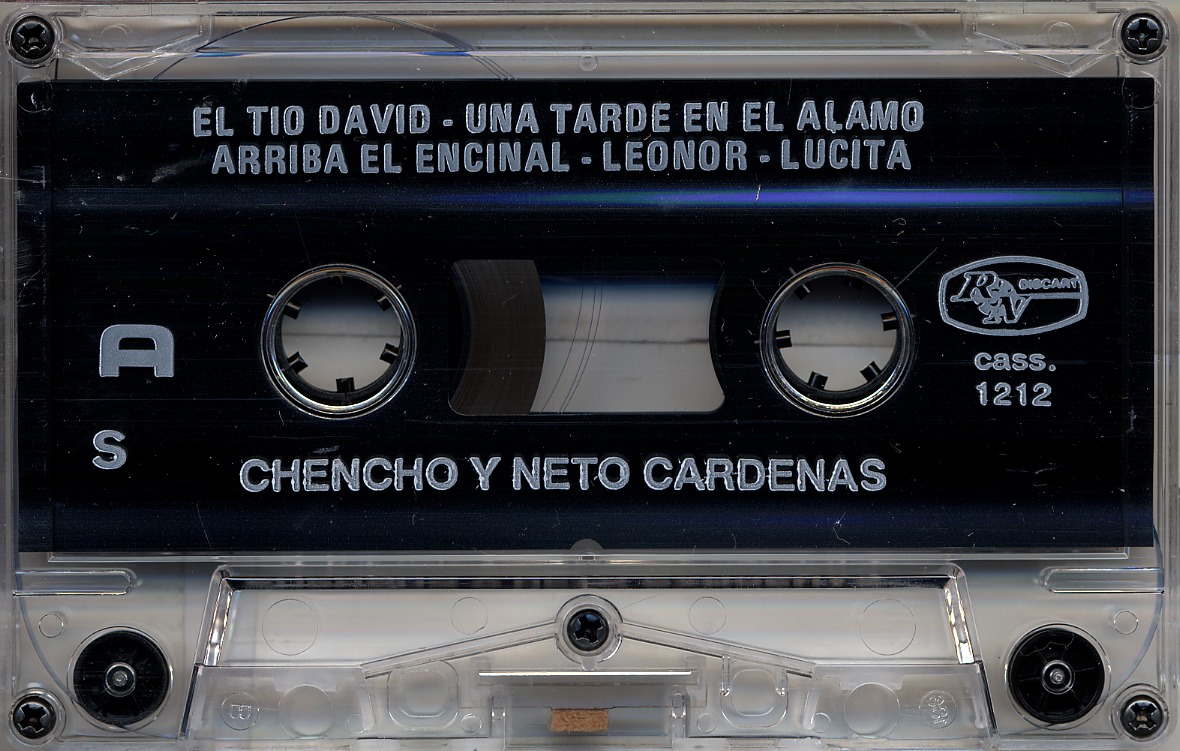 EL TIO DAVID - UNA TARDE EN EL ALAMO
ARRIBA EL ENCINAL - LEONOR - LUCITA
RN DISCART
cass.
1212
A
S
CHENCHO Y NETO CARDENAS